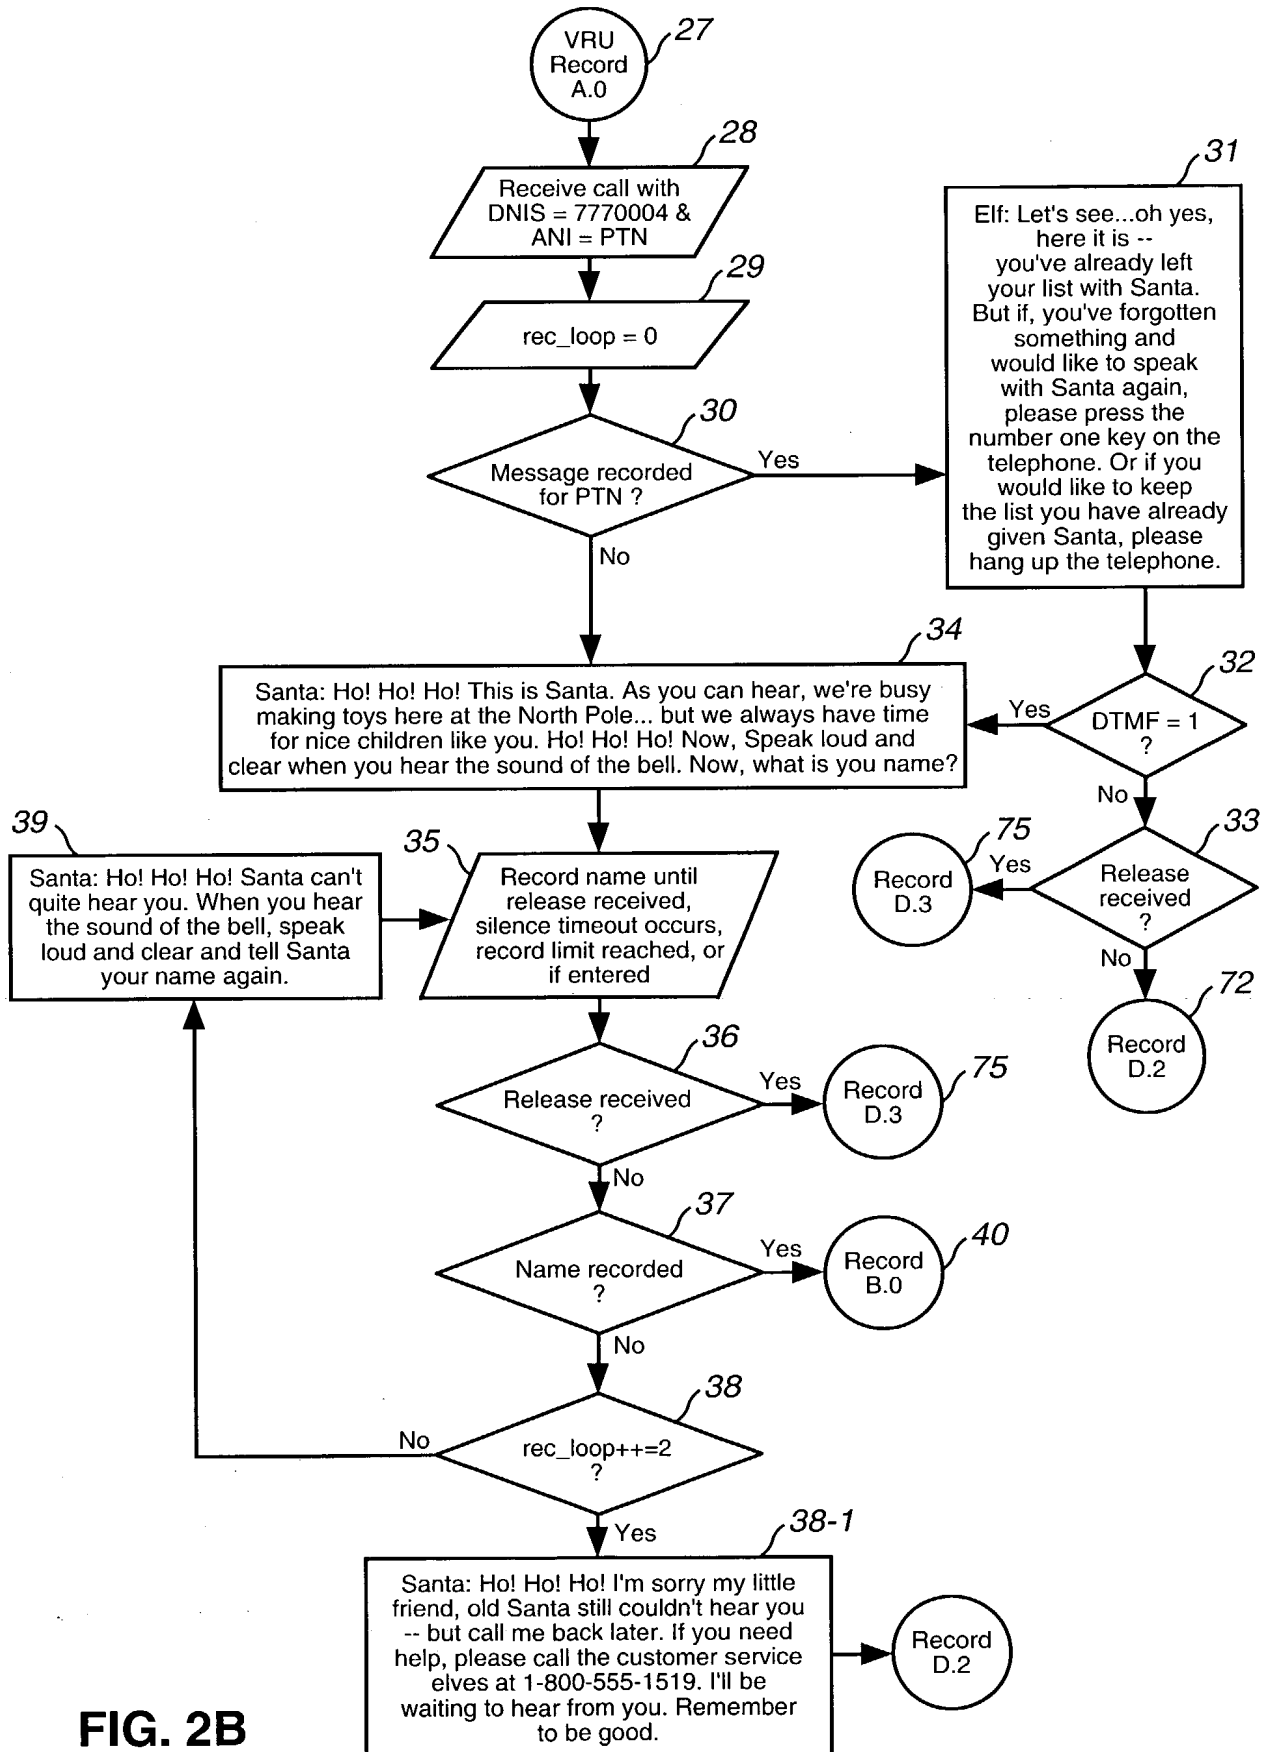 VRU
Record
A.0
27
28
Receive call with
DNIS = 7770004 &
ANI = PTN
29
rec_loop = 0
30
Message recorded
for PTN ?
Yes
No
31
Elf: Let's see...oh yes,
here it is --
you've already left
your list with Santa.
But if, you've forgotten
something and
would like to speak
with Santa again,
please press the
number one key on the
telephone. Or if you
would like to keep
the list you have already
given Santa, please
hang up the telephone.
32
DTMF = 1
?
Yes
No
33
Release
received
?
Yes
75
Record
D.3
No
72
Record
D.2
34
Santa: Ho! Ho! Ho! This is Santa. As you can hear, we're busy
making toys here at the North Pole... but we always have time
for nice children like you. Ho! Ho! Ho! Now, Speak loud and
clear when you hear the sound of the bell. Now, what is you name?
39
Santa: Ho! Ho! Ho! Santa can't
quite hear you. When you hear
the sound of the bell, speak
loud and clear and tell Santa
your name again.
35
Record name until
release received,
silence timeout occurs,
record limit reached, or
if entered
36
Release received
?
Yes
75
Record
D.3
No
37
Name recorded
?
Yes
40
Record
B.0
No
38
rec_loop++=2
?
No
Yes
38-1
Santa: Ho! Ho! Ho! I'm sorry my little
friend, old Santa still couldn't hear you
-- but call me back later. If you need
help, please call the customer service
elves at 1-800-555-1519. I'll be
waiting to hear from you. Remember
to be good.
Record
D.2
FIG. 2B